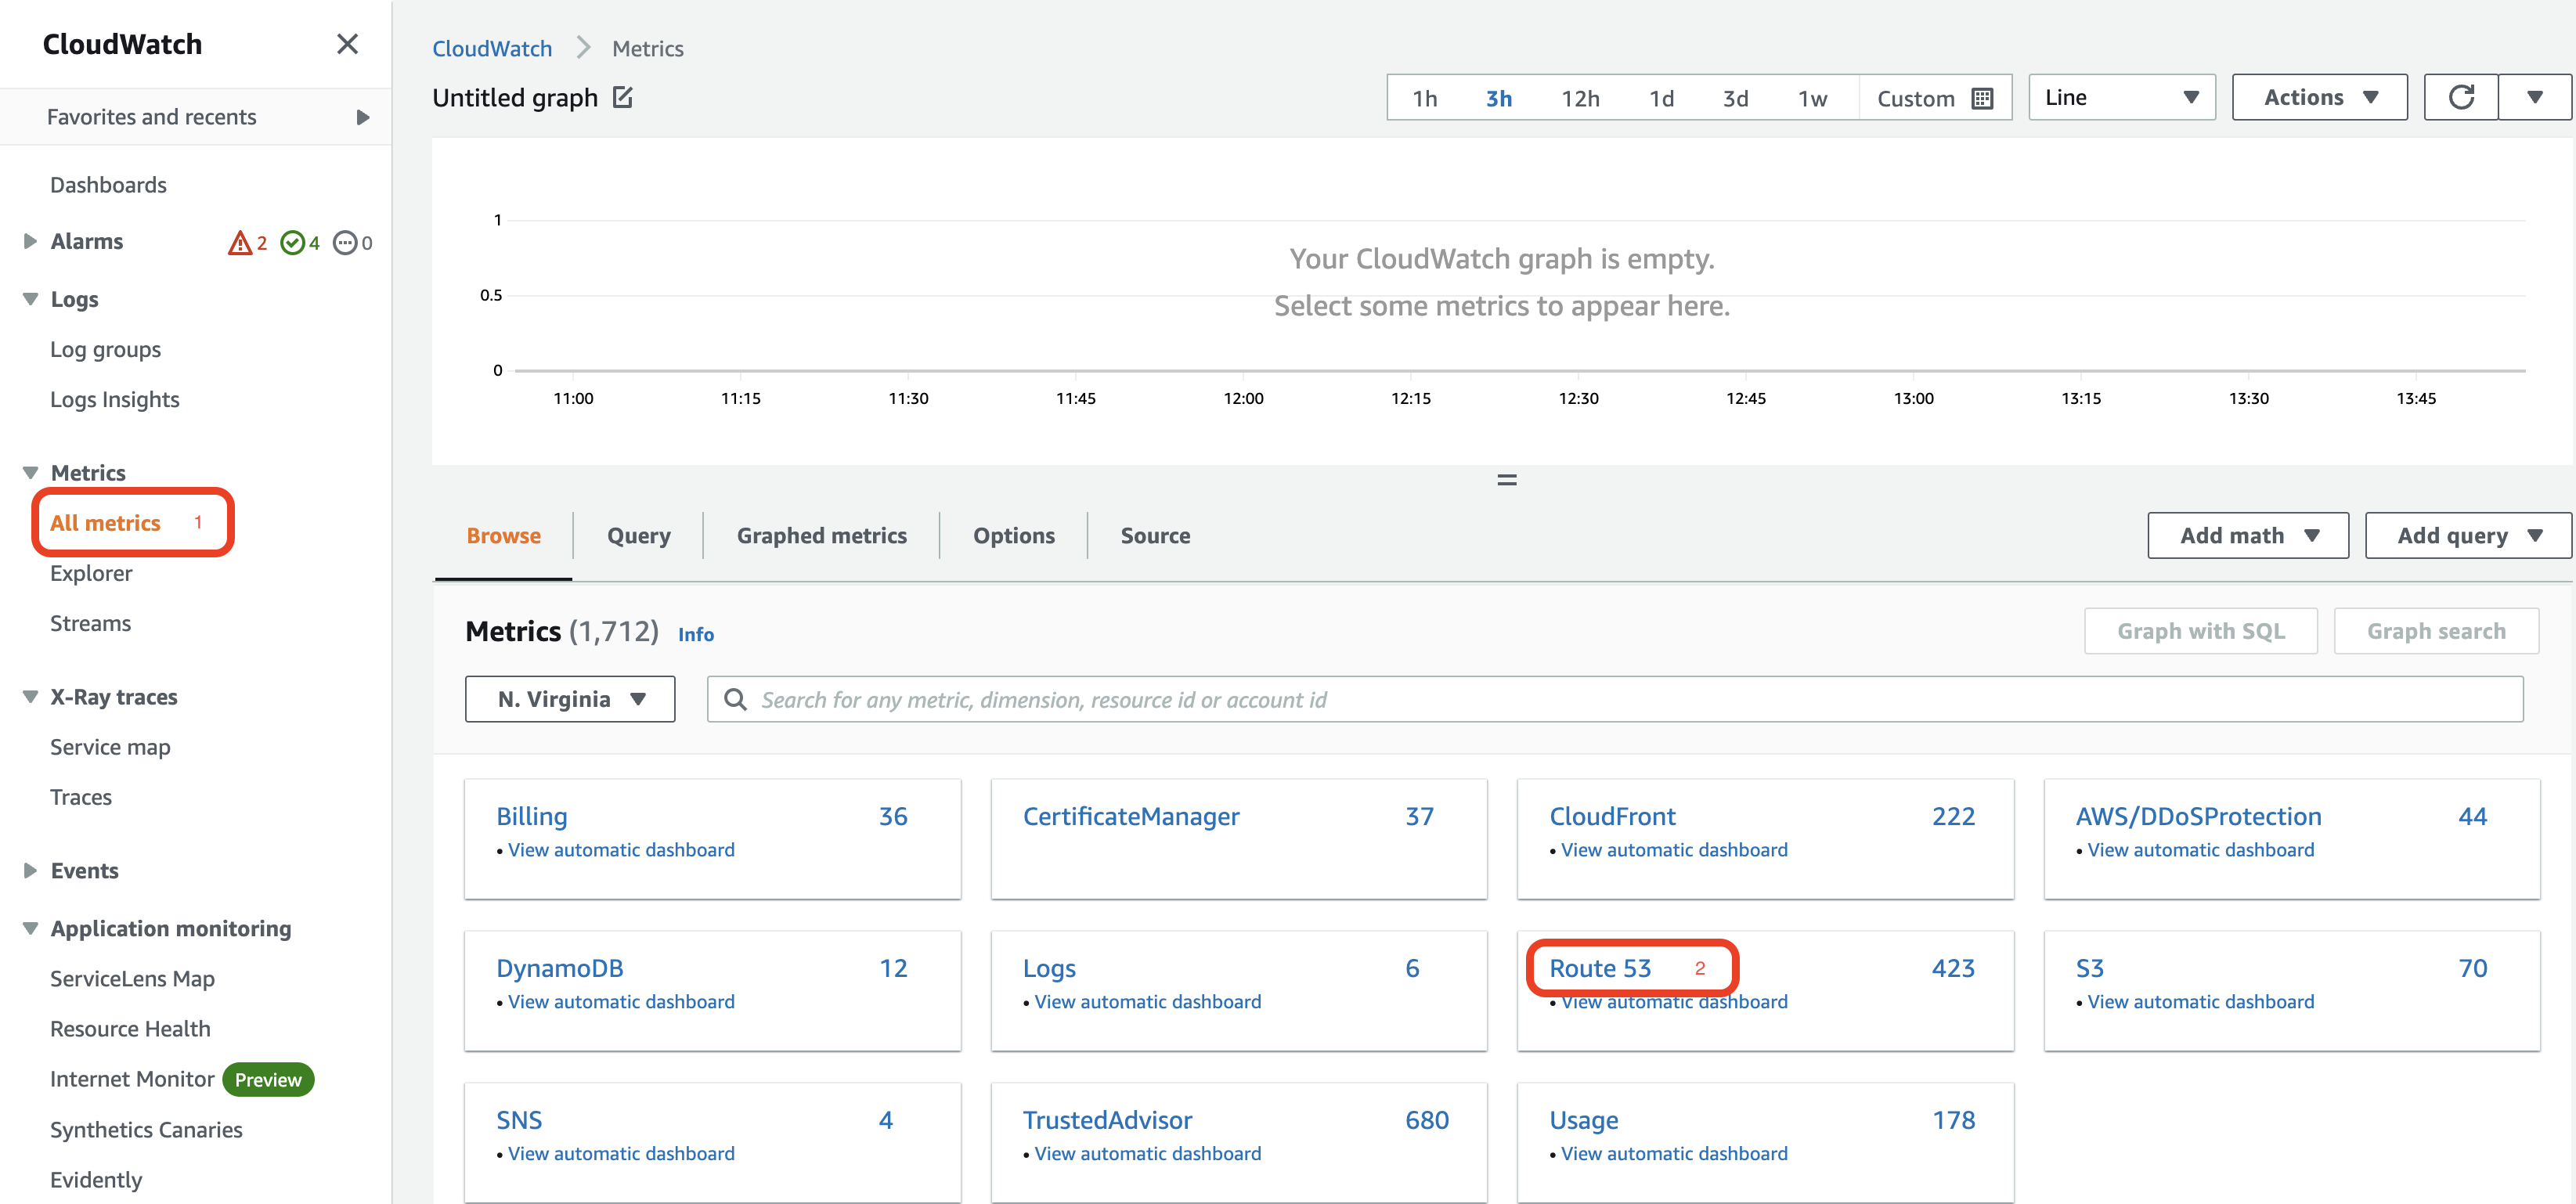 CloudWatch
Favorites and recents
Dashboards
Alarms 2 4 0
Logs
Log groups
Logs Insights
Metrics
All metrics 1
Explorer
Streams
X-Ray traces
Service map
Traces
Events
Application monitoring
ServiceLens Map
Resource Health
Internet Monitor Preview
Synthetics Canaries
Evidently
CloudWatch Metrics
Untitled graph
1h 3h 12h 1d 3d 1w Custom Line Actions
1
0.5
0
Your CloudWatch graph is empty.
Select some metrics to appear here.
11:00 11:15 11:30 11:45 12:00 12:15 12:30 12:45 13:00 13:15 13:30 13:45
Browse Query Graphed metrics Options Source Add math Add query
Metrics (1,712) Info Graph with SQL Graph search
N. Virginia Search for any metric, dimension, resource id or account id
Billing 36
• View automatic dashboard
CertificateManager 37
CloudFront 222
• View automatic dashboard
AWS/DDoSProtection 44
• View automatic dashboard
DynamoDB 12
• View automatic dashboard
Logs 6
• View automatic dashboard
Route 53 2 423
• View automatic dashboard
S3 70
• View automatic dashboard
SNS 4
• View automatic dashboard
TrustedAdvisor 680
• View automatic dashboard
Usage 178
• View automatic dashboard